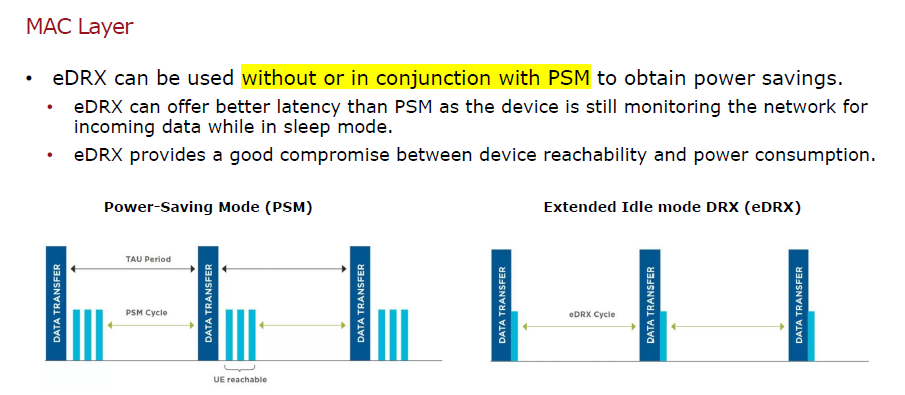 MAC Layer
• eDRX can be used without or in conjunction with PSM to obtain power savings.
• eDRX can offer better latency than PSM as the device is still monitoring the network for
incoming data while in sleep mode.
• eDRX provides a good compromise between device reachability and power consumption.
Power-Saving Mode (PSM)
DATA TRANSFER
TAU Period
PSM Cycle
DATA TRANSFER
DATA TRANSFER
UE reachable
Extended Idle mode DRX (eDRX)
DATA TRANSFER
eDRX Cycle
DATA TRANSFER
DATA TRANSFER